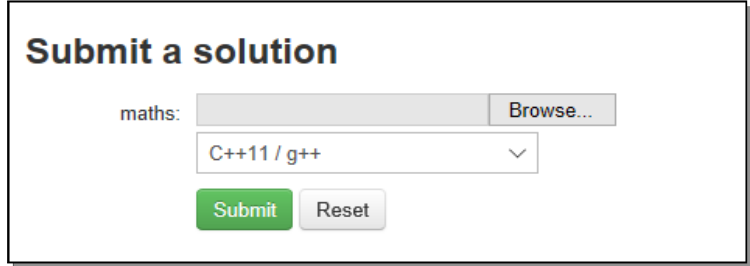 Submit a solution
maths: Browse...
C++11 / g++
Submit Reset